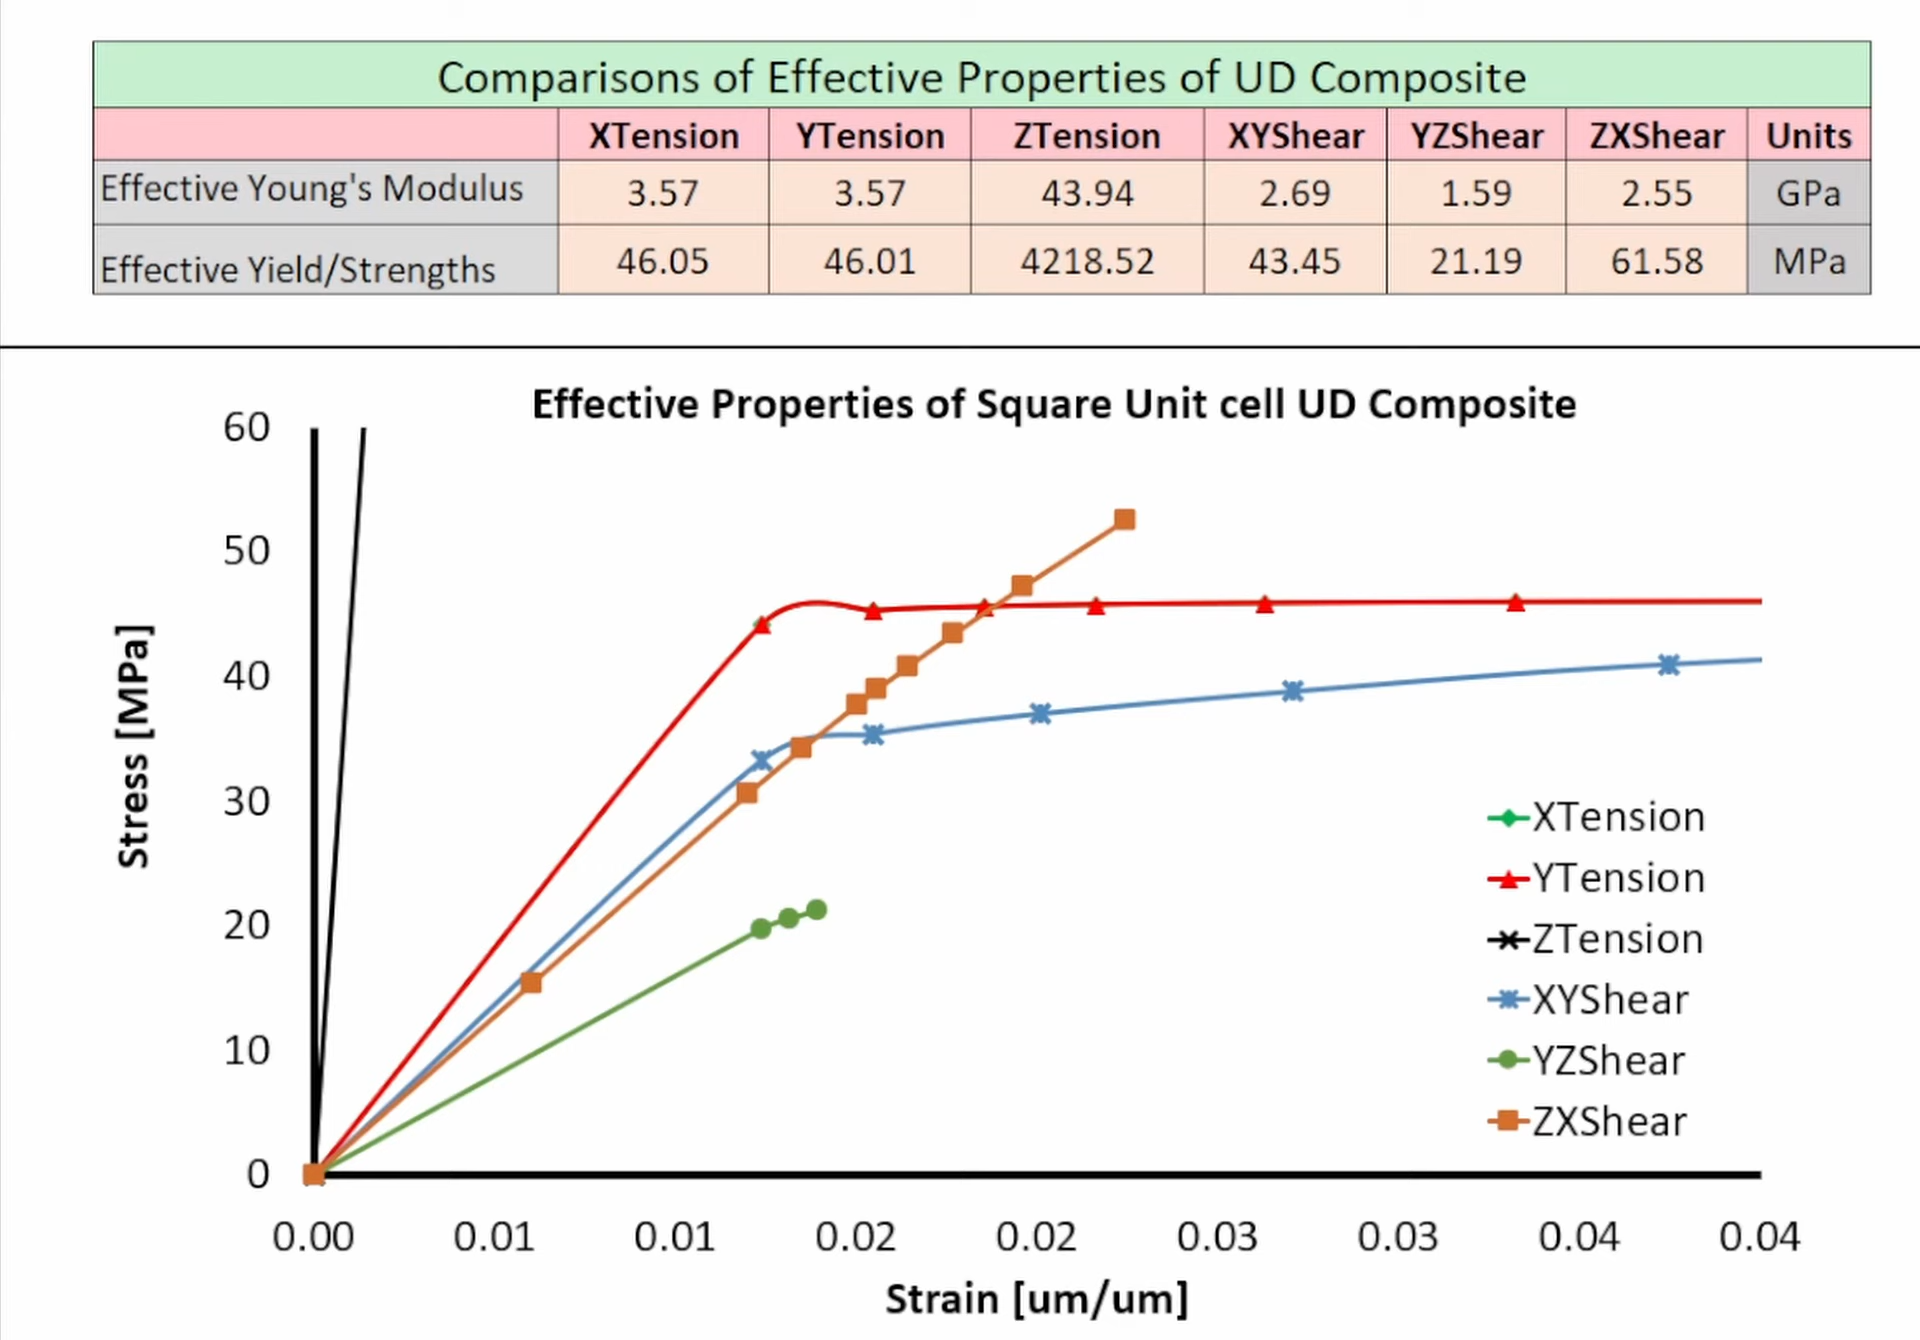 Comparisons of Effective Properties of UD Composite
XTension YTension ZTension XYShear YZShear ZXShear Units
Effective Young's Modulus 3.57 3.57 43.94 2.69 1.59 2.55 GPa
Effective Yield/Strengths 46.05 46.01 4218.52 43.45 21.19 61.58 MPa
Effective Properties of Square Unit cell UD Composite
60
50
40
30
20
10
0
Stress [MPa]
XTension
YTension
ZTension
XYShear
YZShear
ZXShear
0.00 0.01 0.01 0.02 0.02 0.03 0.03 0.04 0.04
Strain [um/um]